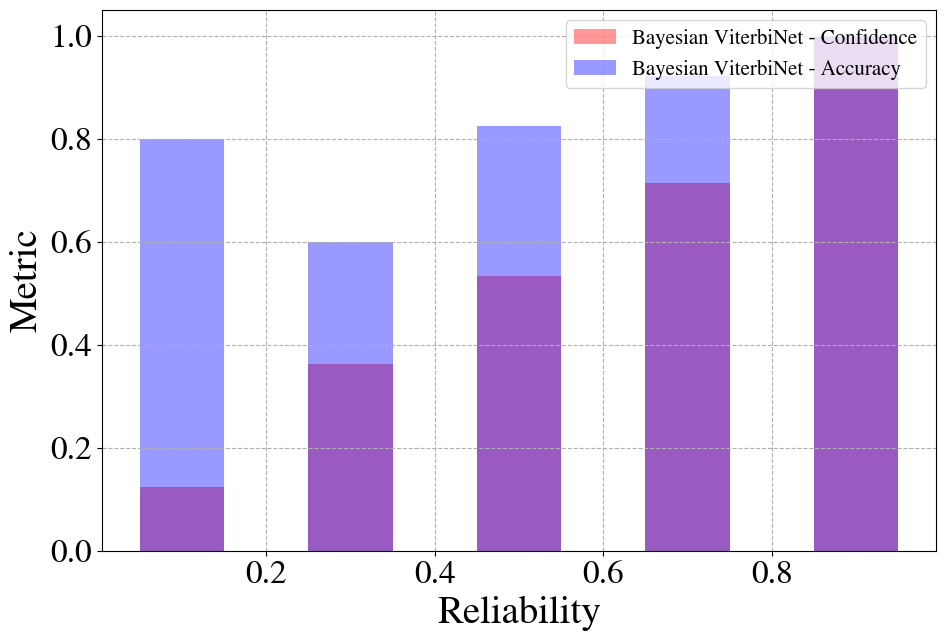 Bayesian ViterbiNet - Confidence
Bayesian ViterbiNet - Accuracy
Metric
1.0
0.8
0.6
0.4
0.2
0.0
0.2 0.4 0.6 0.8
Reliability